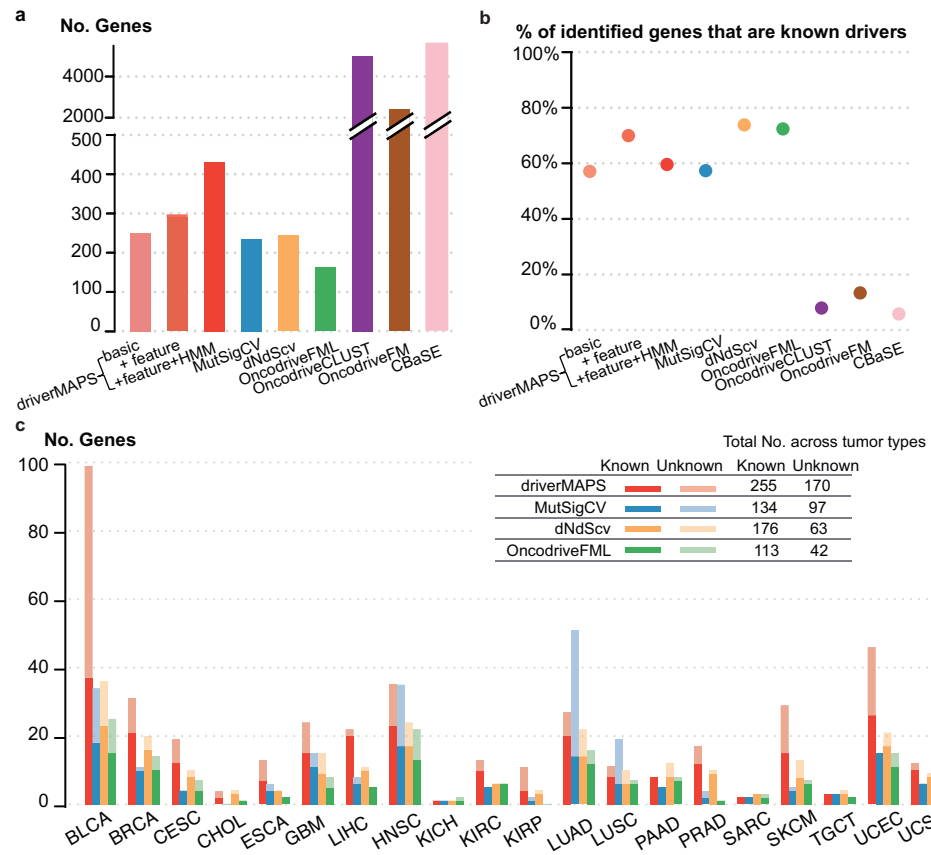 a
No. Genes
4000
2000
500
400
300
200
100
0
driverMAPS
basic
+ feature
+feature+HMM
MutSigCV
dNdScv
OncodriveFML
OncodriveCLUST
OncodriveFM
CBaSE
b
% of identified genes that are known drivers
100%
80%
60%
40%
20%
0%
driverMAPS
basic
+ feature
+feature+HMM
MutSigCV
dNdScv
OncodriveFML
OncodriveCLUST
OncodriveFM
CBaSE
c
No. Genes
100
80
60
40
20
0
Total No. across tumor types
Known Unknown Known Unknown
driverMAPS 255 170
MutSigCV 134 97
dNdScv 176 63
OncodriveFML 113 42
BLCA
BRCA
CESC
CHOL
ESCA
GBM
LIHC
HNSC
KICH
KIRC
KIRP
LUAD
LUSC
PAAD
PRAD
SARC
SKCM
TGCT
UCEC
UCS